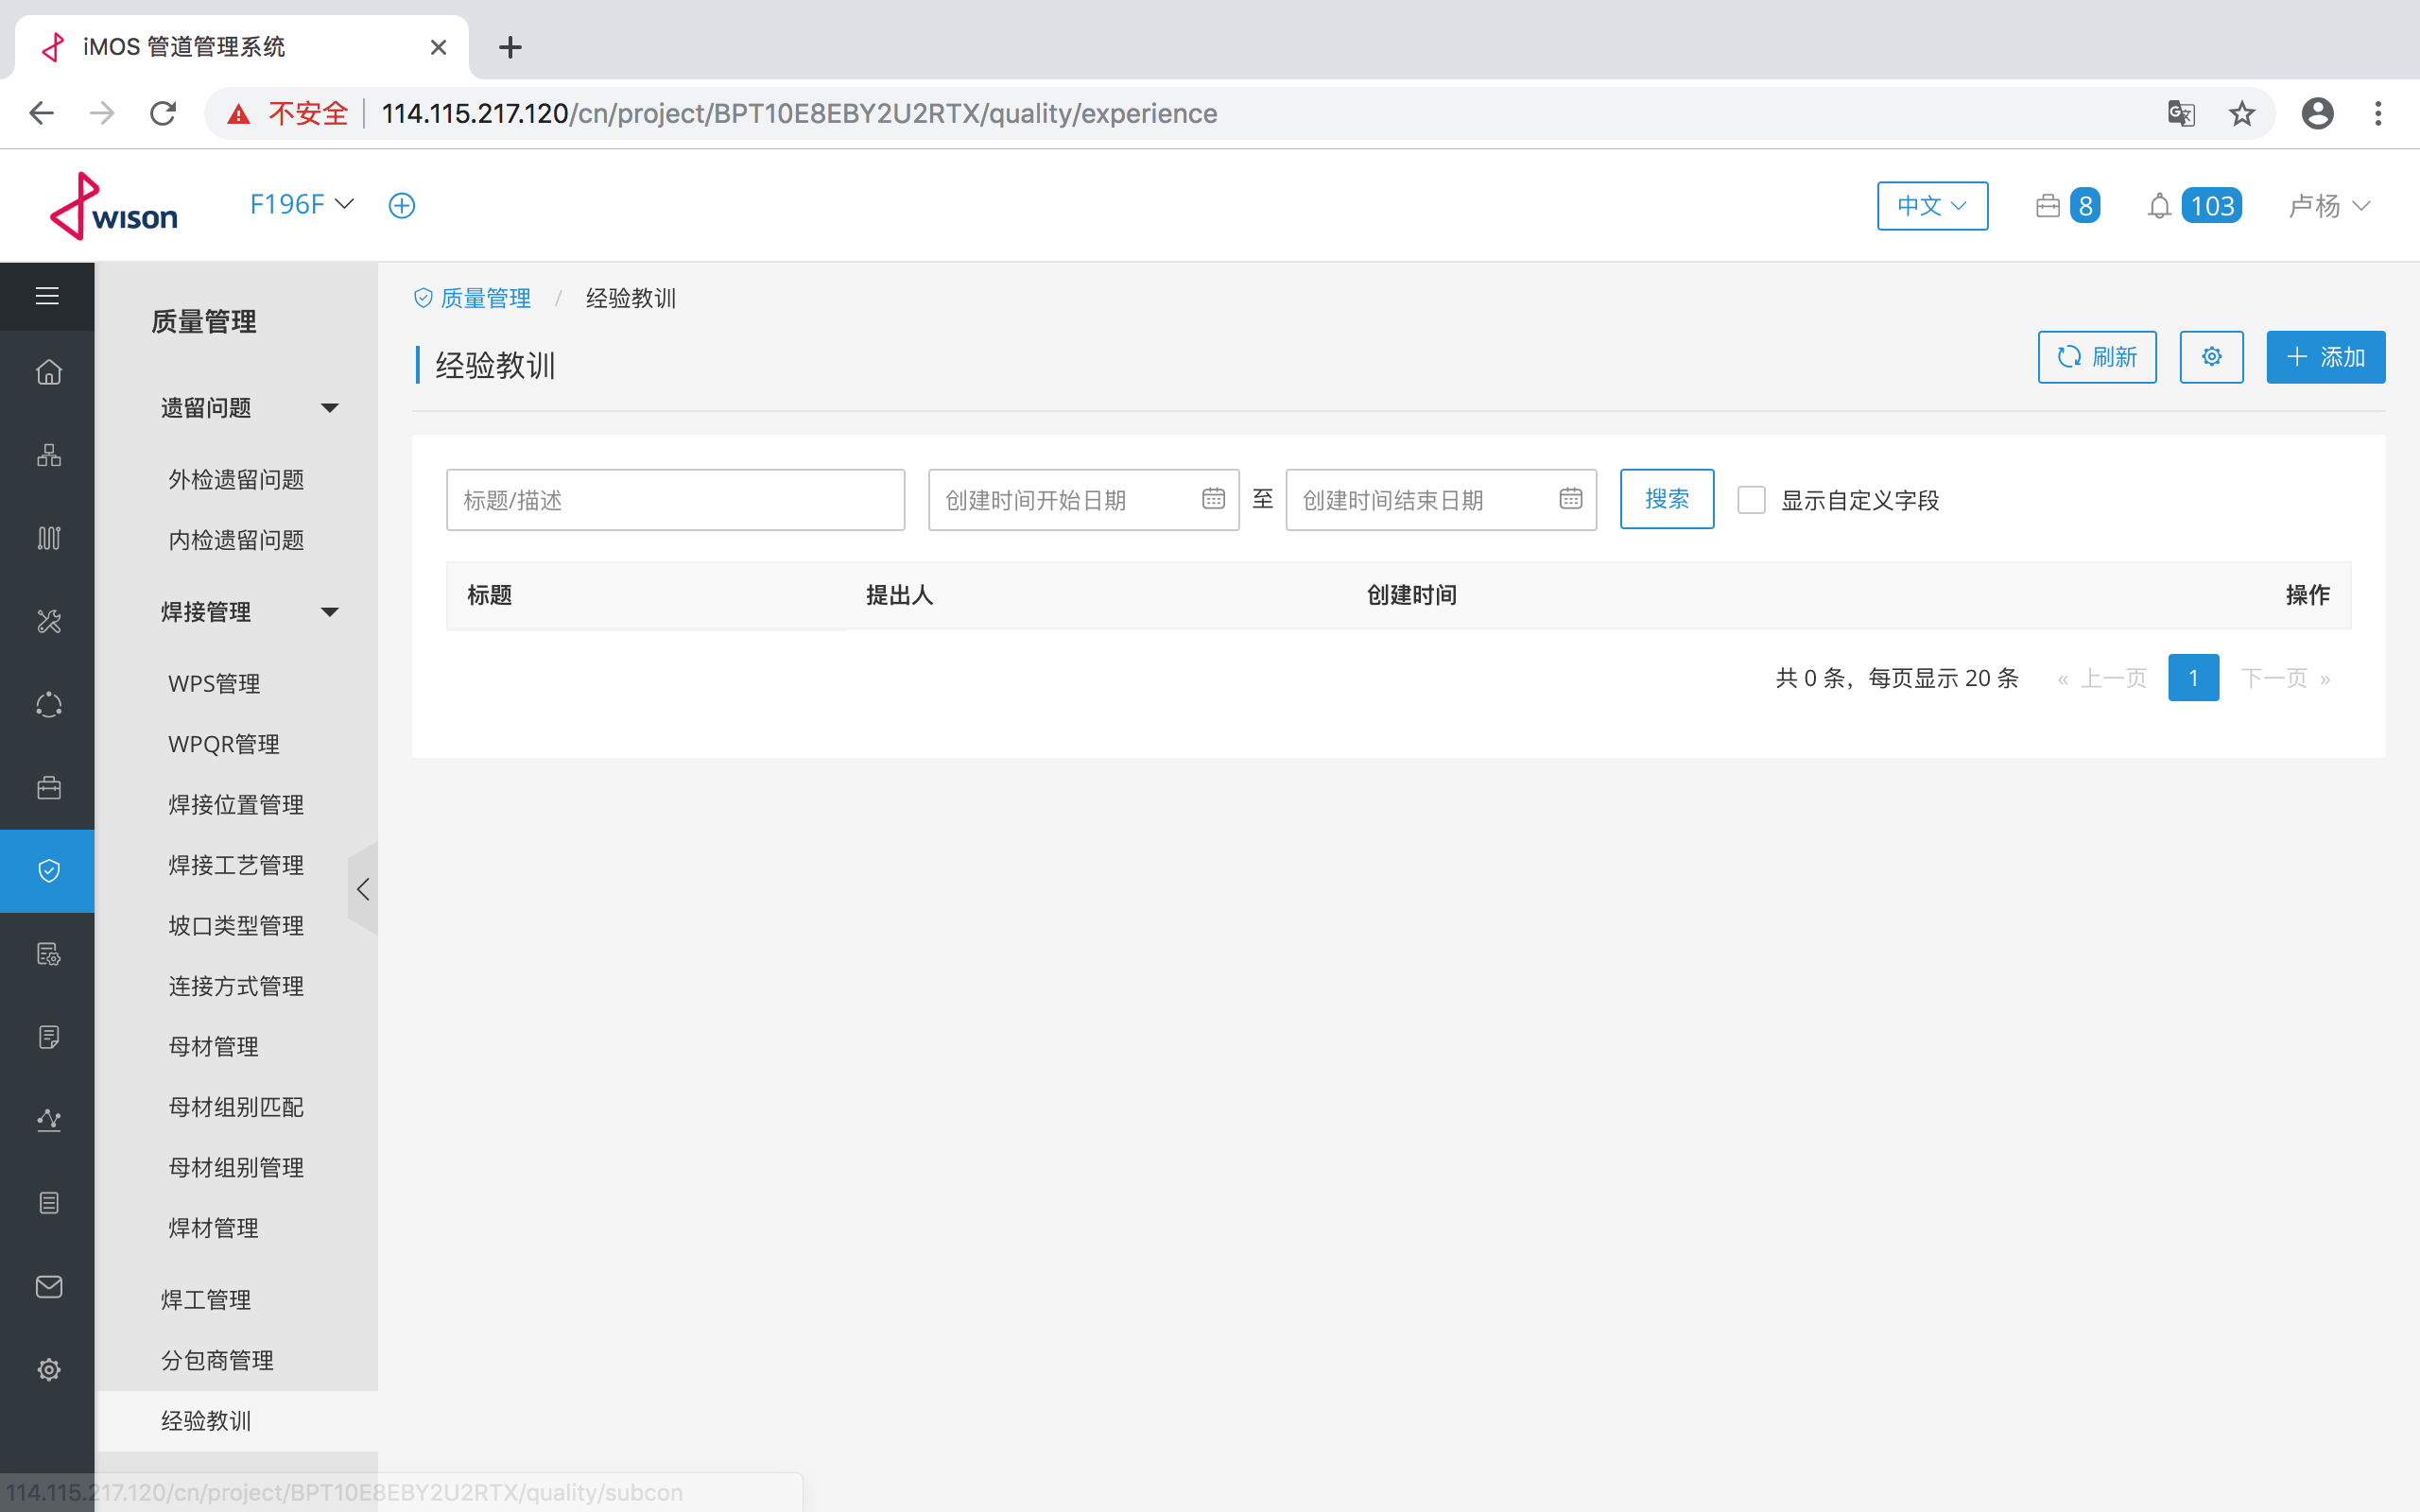 iMOS 管道管理系统
不安全 114.115.217.120/cn/project/BPT10E8EBY2U2RTX/quality/experience
wison F196F 中文 8 103 卢杨
质量管理 / 经验教训
质量管理
经验教训 刷新 添加
遗留问题
外检遗留问题
内检遗留问题
焊接管理
WPS管理
WPQR管理
焊接位置管理
焊接工艺管理
坡口类型管理
连接方式管理
母材管理
母材组别匹配
母材组别管理
焊材管理
焊工管理
分包商管理
经验教训
标题/描述 创建时间开始日期 至 创建时间结束日期 搜索 显示自定义字段
标题 提出人 创建时间 操作
共 0 条，每页显示 20 条 « 上一页 1 下一页 »
114.115.217.120/cn/project/BPT10E8EBY2U2RTX/quality/subcon